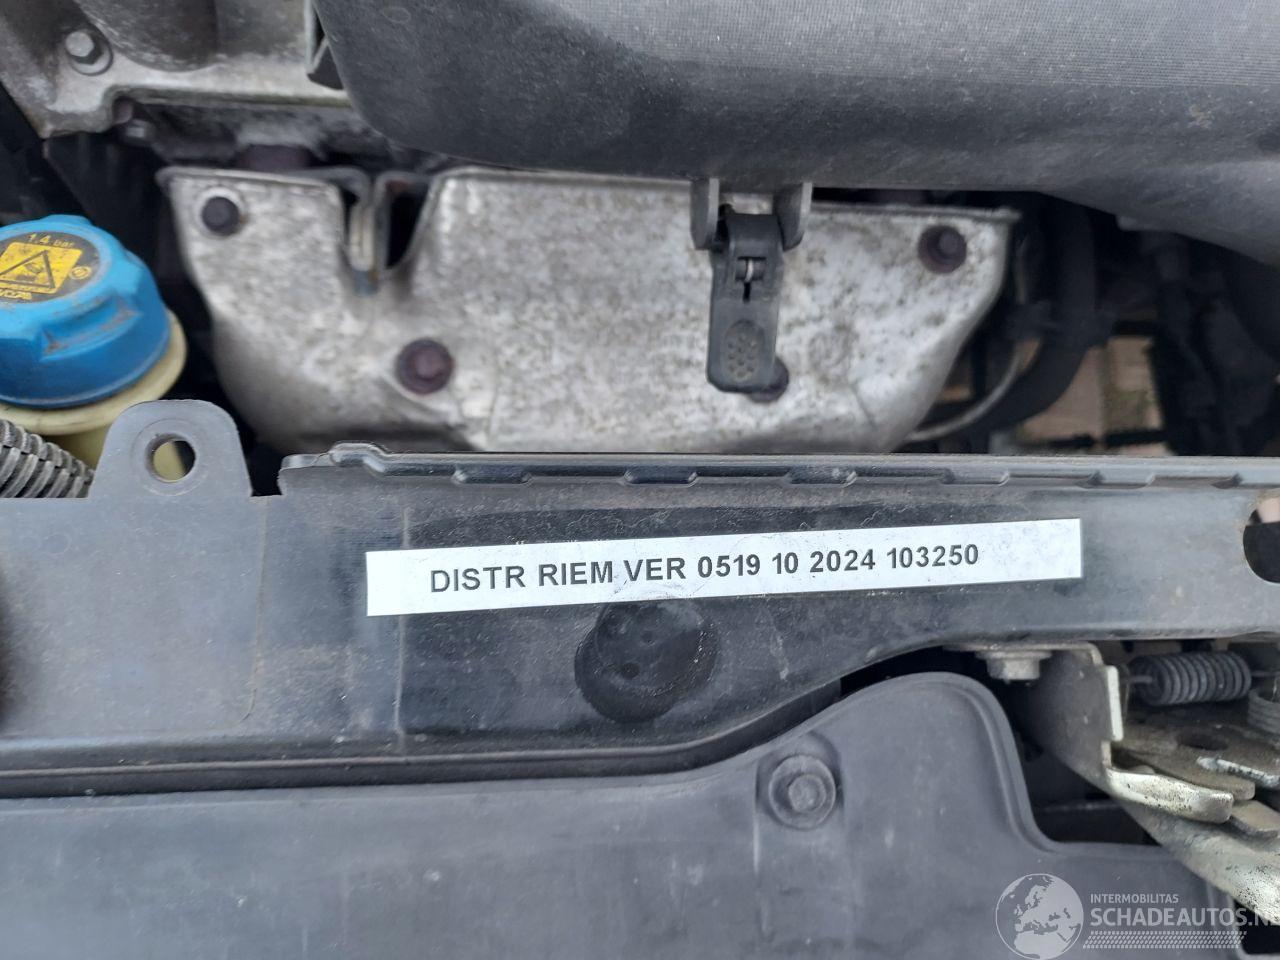 1.4 bar
DISTR RIEM VER 0519 10 2024 103250
INTERMOBILITAS
SCHADEAUTOS.NL